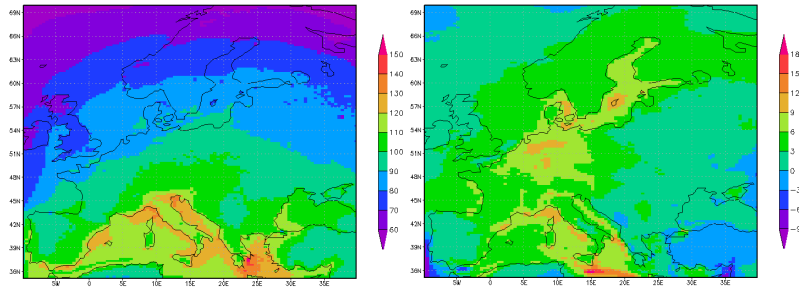 69N
66N
63N
60N
57N
54N
51N
48N
45N
42N
39N
36N
5W 0 5E 10E 15E 20E 25E 30E 35E
150
140
130
120
110
100
90
80
70
60
69N
66N
63N
60N
57N
54N
51N
48N
45N
42N
39N
36N
5W 0 5E 10E 15E 20E 25E 30E 35E
18
15
12
9
6
3
0
-3
-6
-9